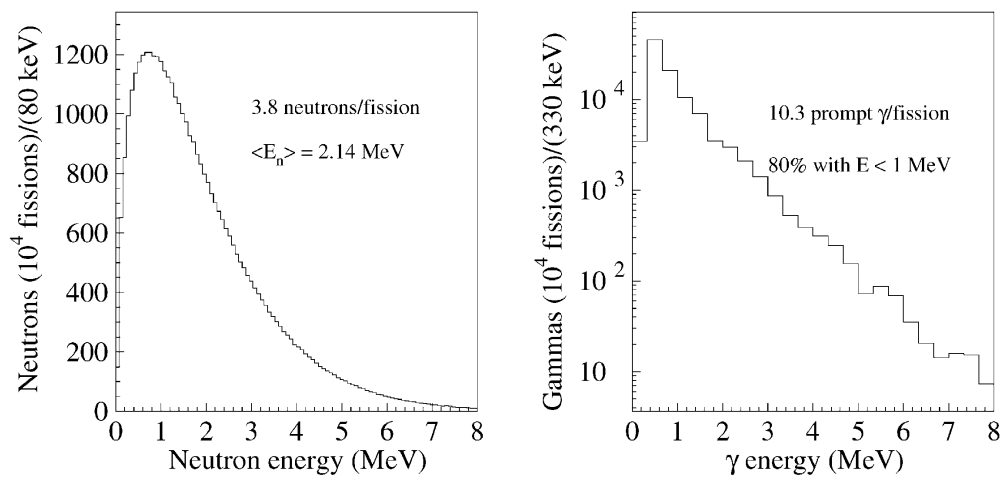 Neutrons (10⁴ fissions)/(80 keV)
1200
1000
800
600
400
200
0
3.8 neutrons/fission
<Eₙ> = 2.14 MeV
0 1 2 3 4 5 6 7 8
Neutron energy (MeV)
Gammas (10⁴ fissions)/(330 keV)
10⁴
10³
10²
10
10.3 prompt γ/fission
80% with E < 1 MeV
0 1 2 3 4 5 6 7 8
γ energy (MeV)